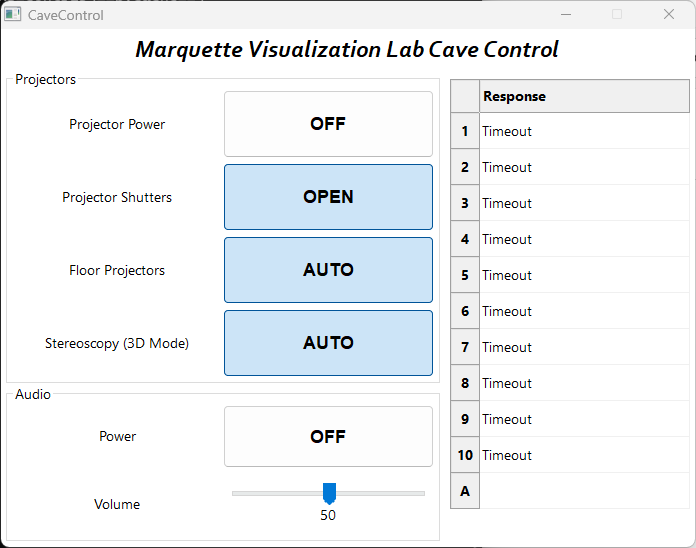 CaveControl
Marquette Visualization Lab Cave Control
Projectors
Projector Power OFF
Projector Shutters OPEN
Floor Projectors AUTO
Stereoscopy (3D Mode) AUTO
Audio
Power OFF
Volume
50
Response
1 Timeout
2 Timeout
3 Timeout
4 Timeout
5 Timeout
6 Timeout
7 Timeout
8 Timeout
9 Timeout
10 Timeout
A